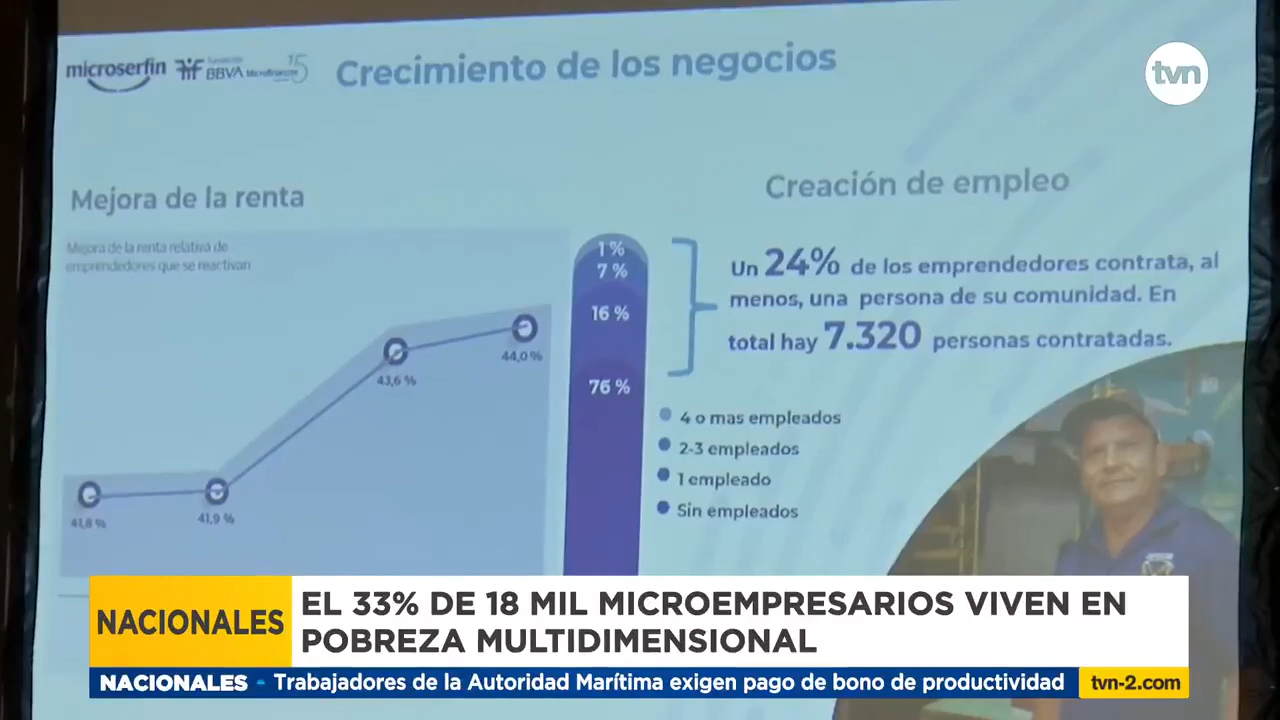 microserfin
Fundación
BBVA Microfinanzas
15
Crecimiento de los negocios
tvn
Mejora de la renta
Mejora de la renta relativa de
emprendedores que se reactivan
41,8 %
41,9 %
43,6 %
44,0 %
1 %
7 %
16 %
76 %
Creación de empleo
Un 24% de los emprendedores contrata, al
menos, una persona de su comunidad. En
total hay 7.320 personas contratadas.
4 o mas empleados
2-3 empleados
1 empleado
Sin empleados
NACIONALES
EL 33% DE 18 MIL MICROEMPRESARIOS VIVEN EN
POBREZA MULTIDIMENSIONAL
NACIONALES - Trabajadores de la Autoridad Marítima exigen pago de bono de productividad
tvn-2.com